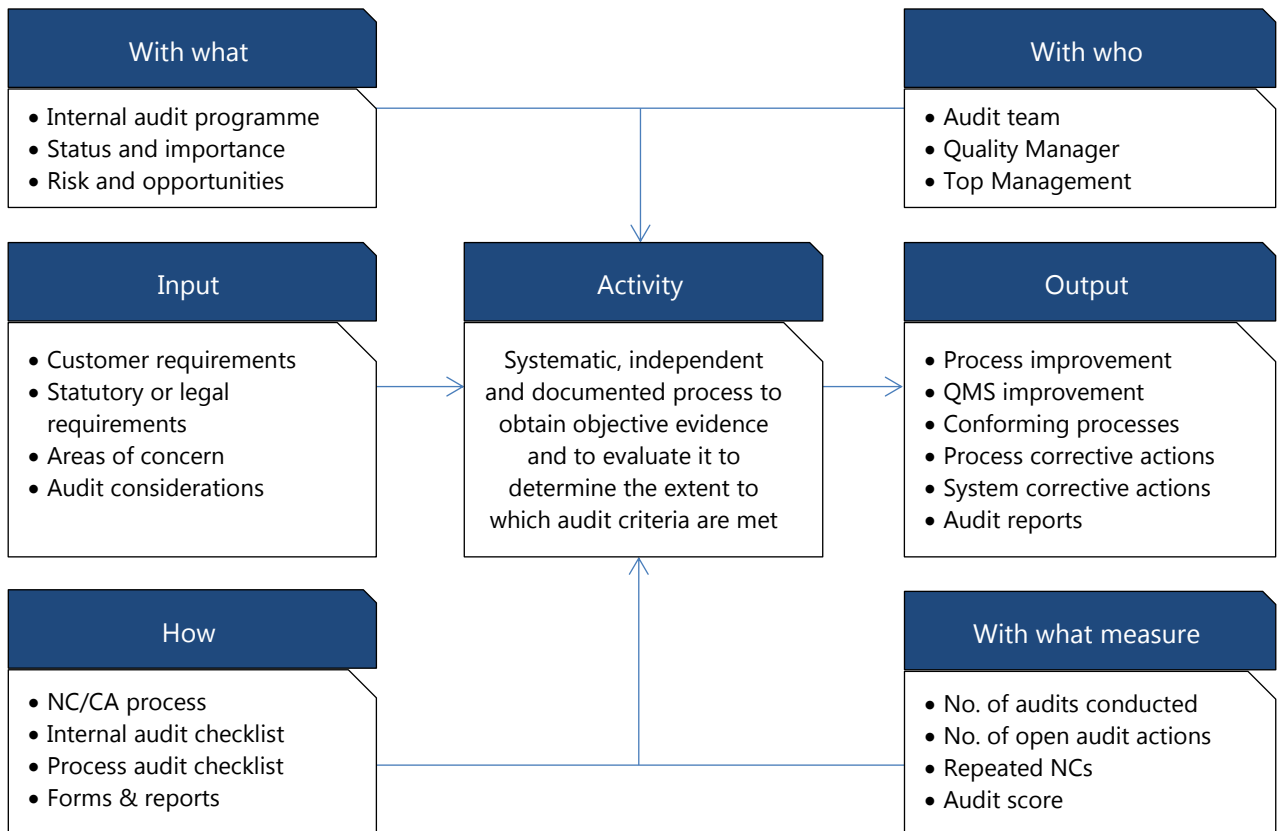 With what
• Internal audit programme
• Status and importance
• Risk and opportunities
With who
• Audit team
• Quality Manager
• Top Management
Input
• Customer requirements
• Statutory or legal
requirements
• Areas of concern
• Audit considerations
Activity
Systematic, independent
and documented process to
obtain objective evidence
and to evaluate it to
determine the extent to
which audit criteria are met
Output
• Process improvement
• QMS improvement
• Conforming processes
• Process corrective actions
• System corrective actions
• Audit reports
How
• NC/CA process
• Internal audit checklist
• Process audit checklist
• Forms & reports
With what measure
• No. of audits conducted
• No. of open audit actions
• Repeated NCs
• Audit score